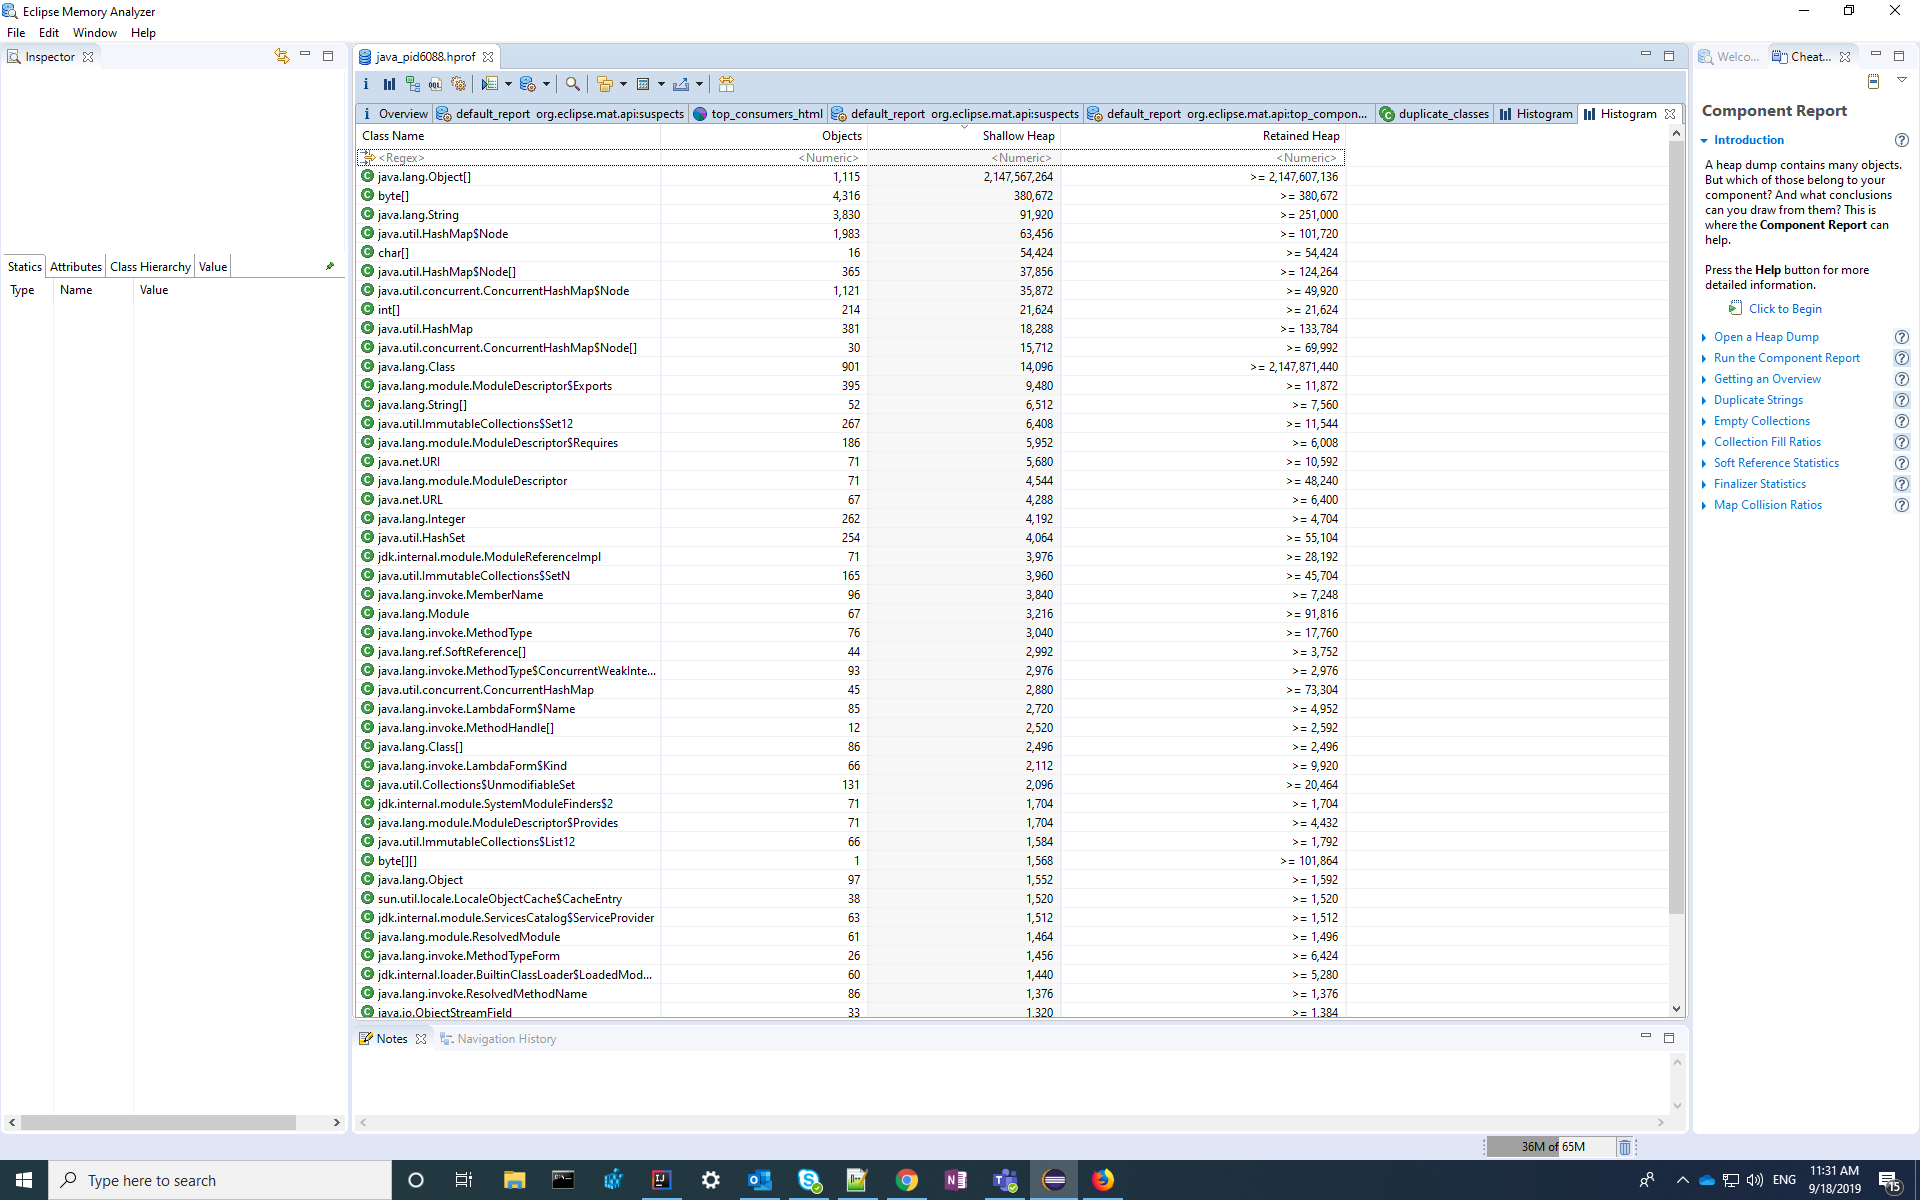 Eclipse Memory Analyzer
File Edit Window Help
Inspector
Statics Attributes Class Hierarchy Value
Type Name Value
java_pid6088.hprof
Overview default_report org.eclipse.mat.api:suspects top_consumers_html default_report org.eclipse.mat.api:suspects default_report org.eclipse.mat.api:top_compon... duplicate_classes Histogram Histogram
Class Name Objects Shallow Heap Retained Heap
<Regex> <Numeric> <Numeric> <Numeric>
java.lang.Object[] 1,115 2,147,567,264 >= 2,147,607,136
byte[] 4,316 380,672 >= 380,672
java.lang.String 3,830 91,920 >= 251,000
java.util.HashMap$Node 1,983 63,456 >= 101,720
char[] 16 54,424 >= 54,424
java.util.HashMap$Node[] 365 37,856 >= 124,264
java.util.concurrent.ConcurrentHashMap$Node 1,121 35,872 >= 49,920
int[] 214 21,624 >= 21,624
java.util.HashMap 381 18,288 >= 133,784
java.util.concurrent.ConcurrentHashMap$Node[] 30 15,712 >= 69,992
java.lang.Class 901 14,096 >= 2,147,871,440
java.lang.module.ModuleDescriptor$Exports 395 9,480 >= 11,872
java.lang.String[] 52 6,512 >= 7,560
java.util.ImmutableCollections$Set12 267 6,408 >= 11,544
java.lang.module.ModuleDescriptor$Requires 186 5,952 >= 6,008
java.net.URI 71 5,680 >= 10,592
java.lang.module.ModuleDescriptor 71 4,544 >= 48,240
java.net.URL 67 4,288 >= 6,400
java.lang.Integer 262 4,192 >= 4,704
java.util.HashSet 254 4,064 >= 55,104
jdk.internal.module.ModuleReferenceImpl 71 3,976 >= 28,192
java.util.ImmutableCollections$SetN 165 3,960 >= 45,704
java.lang.invoke.MemberName 96 3,840 >= 7,248
java.lang.Module 67 3,216 >= 91,816
java.lang.invoke.MethodType 76 3,040 >= 17,760
java.lang.ref.SoftReference[] 44 2,992 >= 3,752
java.lang.invoke.MethodType$ConcurrentWeakInte... 93 2,976 >= 2,976
java.util.concurrent.ConcurrentHashMap 45 2,880 >= 73,304
java.lang.invoke.LambdaForm$Name 85 2,720 >= 4,952
java.lang.invoke.MethodHandle[] 12 2,520 >= 2,592
java.lang.Class[] 86 2,496 >= 2,496
java.lang.invoke.LambdaForm$Kind 66 2,112 >= 9,920
java.util.Collections$UnmodifiableSet 131 2,096 >= 20,464
jdk.internal.module.SystemModuleFinders$2 71 1,704 >= 1,704
java.lang.module.ModuleDescriptor$Provides 71 1,704 >= 4,432
java.util.ImmutableCollections$List12 66 1,584 >= 1,792
byte[][] 1 1,568 >= 101,864
java.lang.Object 97 1,552 >= 1,592
sun.util.locale.LocaleObjectCache$CacheEntry 38 1,520 >= 1,520
jdk.internal.module.ServicesCatalog$ServiceProvider 63 1,512 >= 1,512
java.lang.module.ResolvedModule 61 1,464 >= 1,496
java.lang.invoke.MethodTypeForm 26 1,456 >= 6,424
jdk.internal.loader.BuiltinClassLoader$LoadedMod... 60 1,440 >= 5,280
java.lang.invoke.ResolvedMethodName 86 1,376 >= 1,376
java.io.ObjectStreamField 33 1,320 >= 1,384
Notes Navigation History
Welco... Cheat...
Component Report
Introduction
A heap dump contains many objects.
But which of those belong to your
component? And what conclusions
can you draw from them? This is
where the Component Report can
help.
Press the Help button for more
detailed information.
Click to Begin
Open a Heap Dump
Run the Component Report
Getting an Overview
Duplicate Strings
Empty Collections
Collection Fill Ratios
Soft Reference Statistics
Finalizer Statistics
Map Collision Ratios
36M of 65M
Type here to search
ENG
11:31 AM
9/18/2019
15